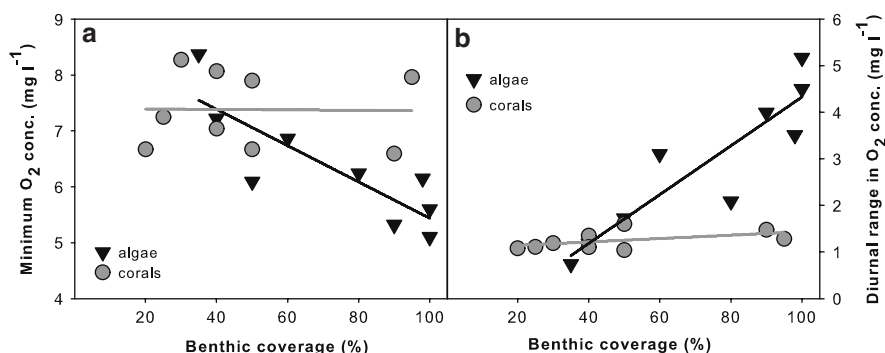 a
b
Minimum O2 conc. (mg l-1)
9
8
7
6
5
4
algae
corals
20 40 60 80 100
Benthic coverage (%)
algae
corals
20 40 60 80 100
Benthic coverage (%)
6
5
4
3
2
1
0
Diurnal range in O2 conc. (mg l-1)